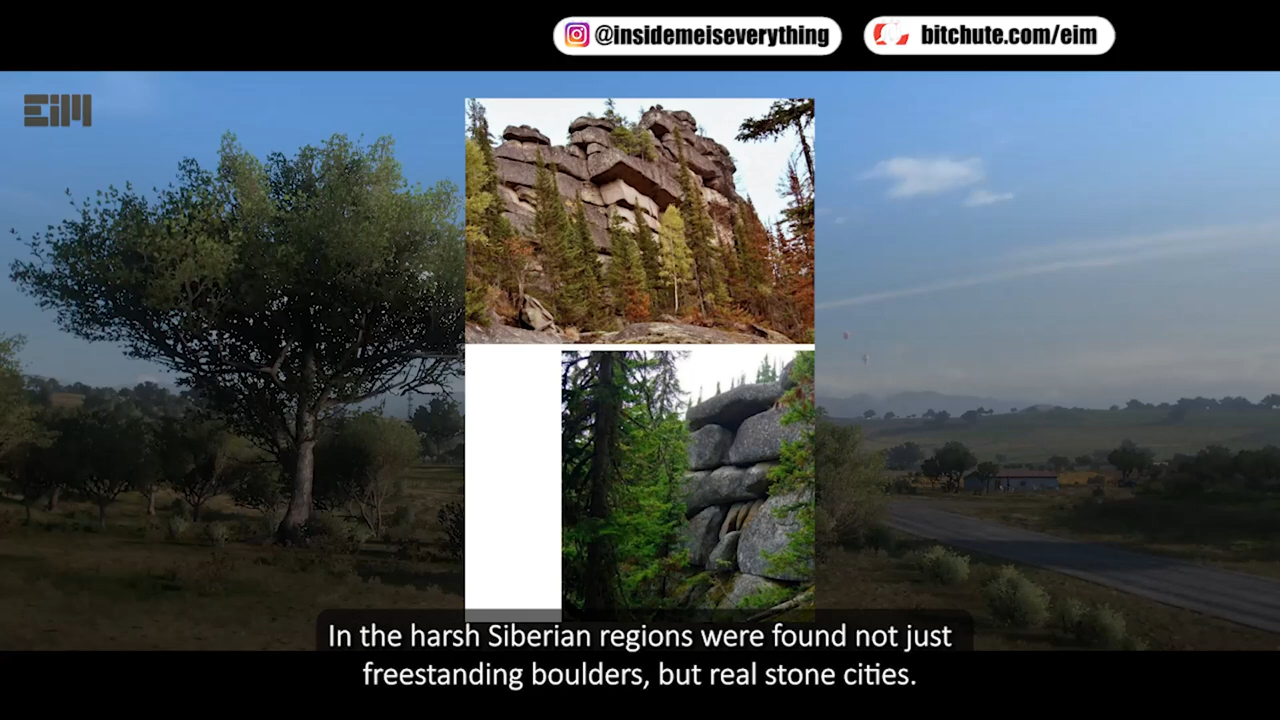 @insidemeiseverything
bitchute.com/eim
EiM
In the harsh Siberian regions were found not just
freestanding boulders, but real stone cities.